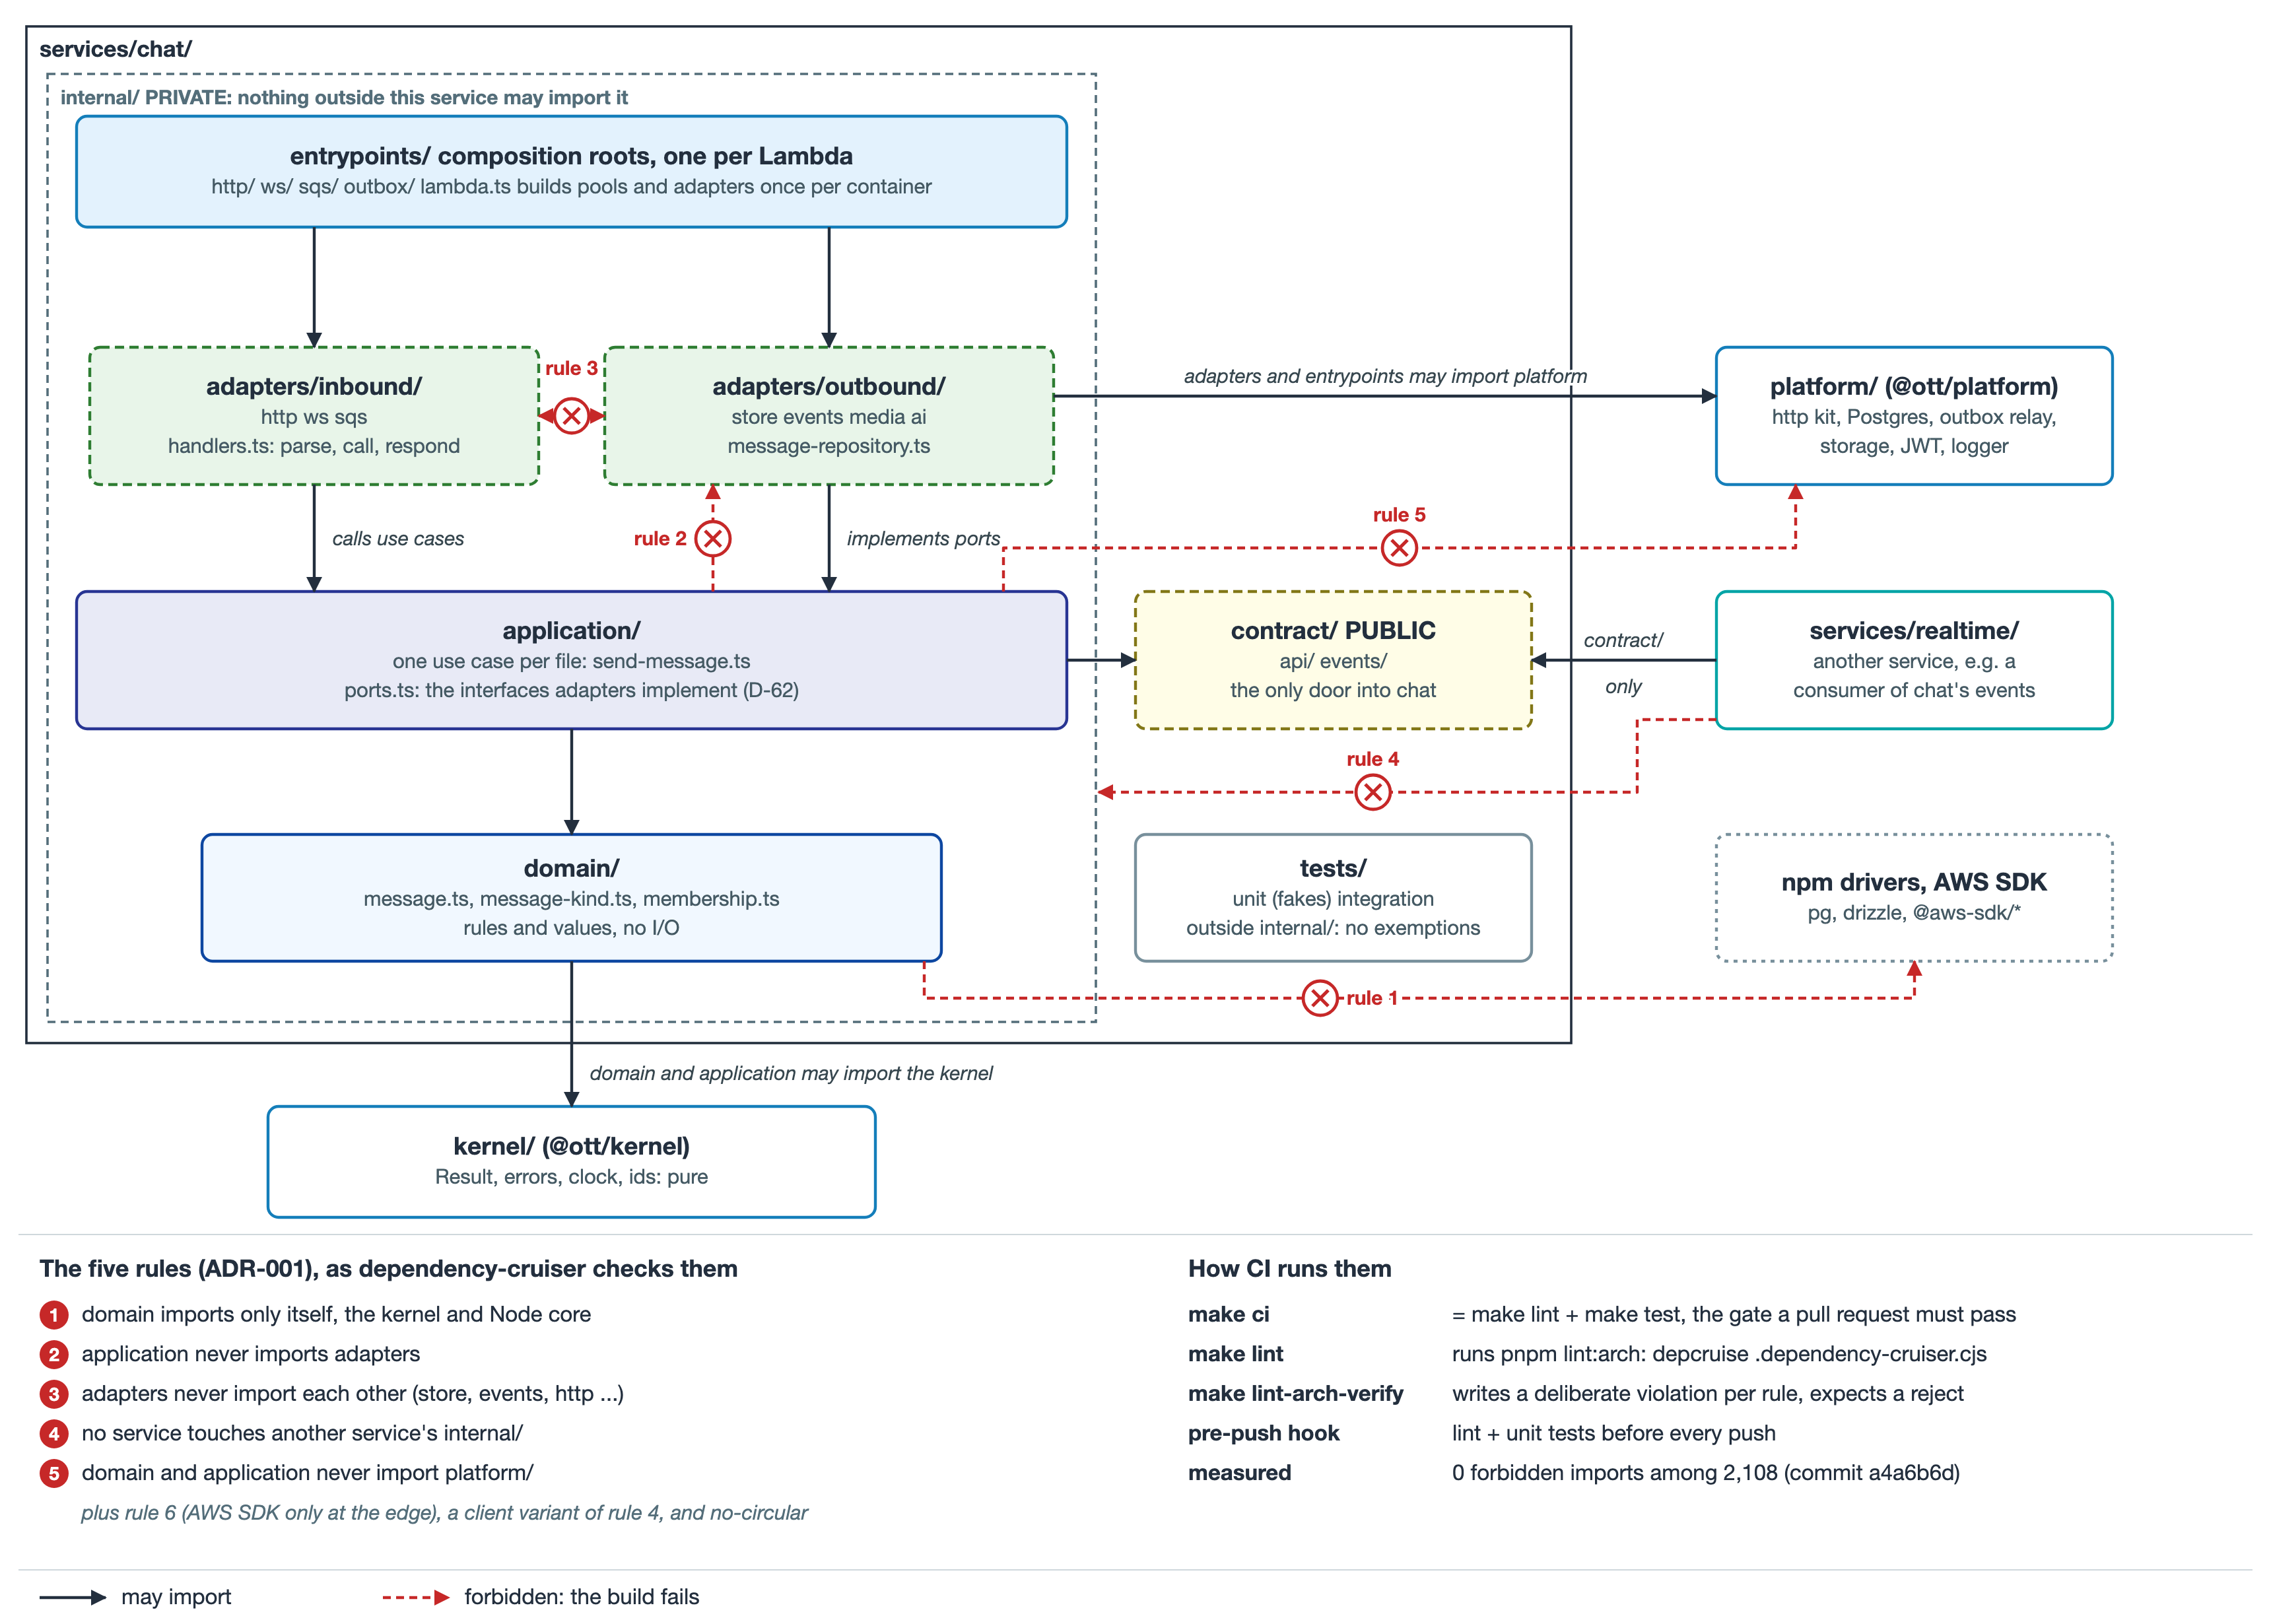 services/chat/
internal/ PRIVATE: nothing outside this service may import it
entrypoints/ composition roots, one per Lambda
http/ ws/ sqs/ outbox/ lambda.ts builds pools and adapters once per container
adapters/inbound/
http ws sqs
handlers.ts: parse, call, respond
rule 3
adapters/outbound/
store events media ai
message-repository.ts
adapters and entrypoints may import platform
platform/ (@ott/platform)
http kit, Postgres, outbox relay,
storage, JWT, logger
calls use cases
rule 2
implements ports
rule 5
application/
one use case per file: send-message.ts
ports.ts: the interfaces adapters implement (D-62)
contract/ PUBLIC
api/ events/
the only door into chat
contract/
only
services/realtime/
another service, e.g. a
consumer of chat's events
rule 4
domain/
message.ts, message-kind.ts, membership.ts
rules and values, no I/O
tests/
unit (fakes) integration
outside internal/: no exemptions
npm drivers, AWS SDK
pg, drizzle, @aws-sdk/*
rule 1
domain and application may import the kernel
kernel/ (@ott/kernel)
Result, errors, clock, ids: pure
The five rules (ADR-001), as dependency-cruiser checks them
1 domain imports only itself, the kernel and Node core
2 application never imports adapters
3 adapters never import each other (store, events, http ...)
4 no service touches another service's internal/
5 domain and application never import platform/
plus rule 6 (AWS SDK only at the edge), a client variant of rule 4, and no-circular
How CI runs them
make ci = make lint + make test, the gate a pull request must pass
make lint runs pnpm lint:arch: depcruise .dependency-cruiser.cjs
make lint-arch-verify writes a deliberate violation per rule, expects a reject
pre-push hook lint + unit tests before every push
measured 0 forbidden imports among 2,108 (commit a4a6b6d)
may import
forbidden: the build fails